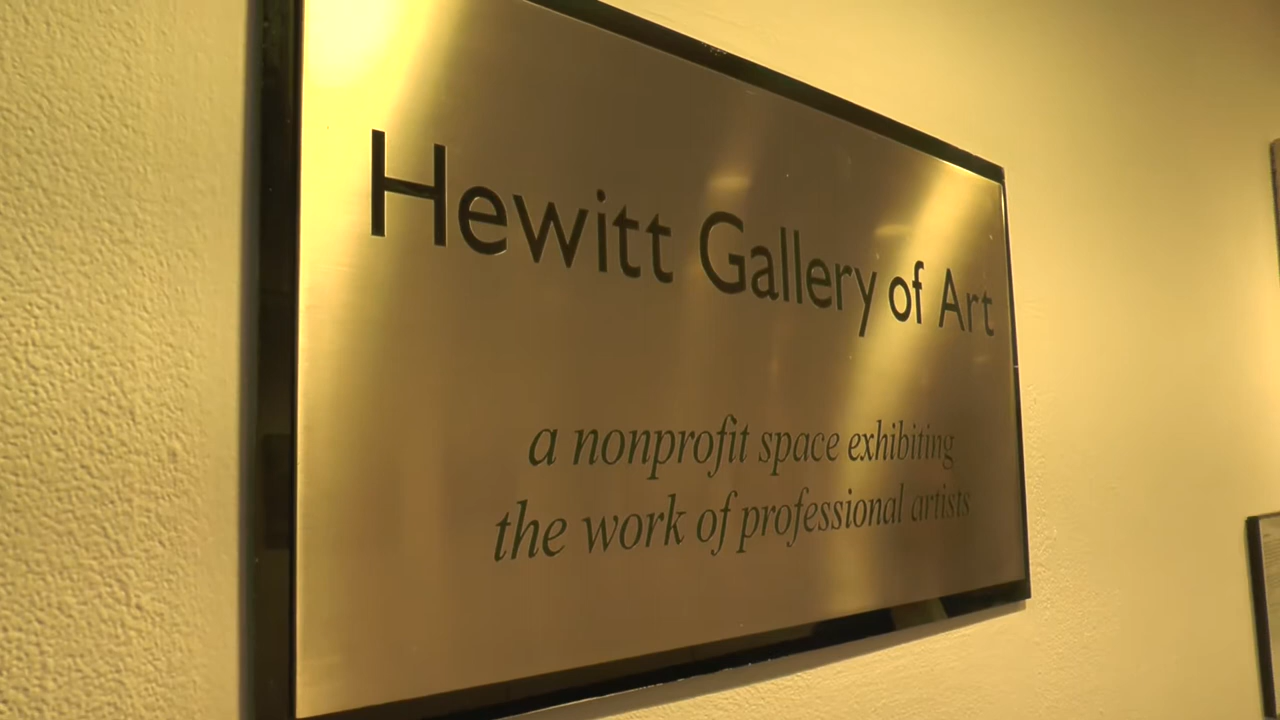 Hewitt Gallery of Art
a nonprofit space exhibiting
the work of professional artists